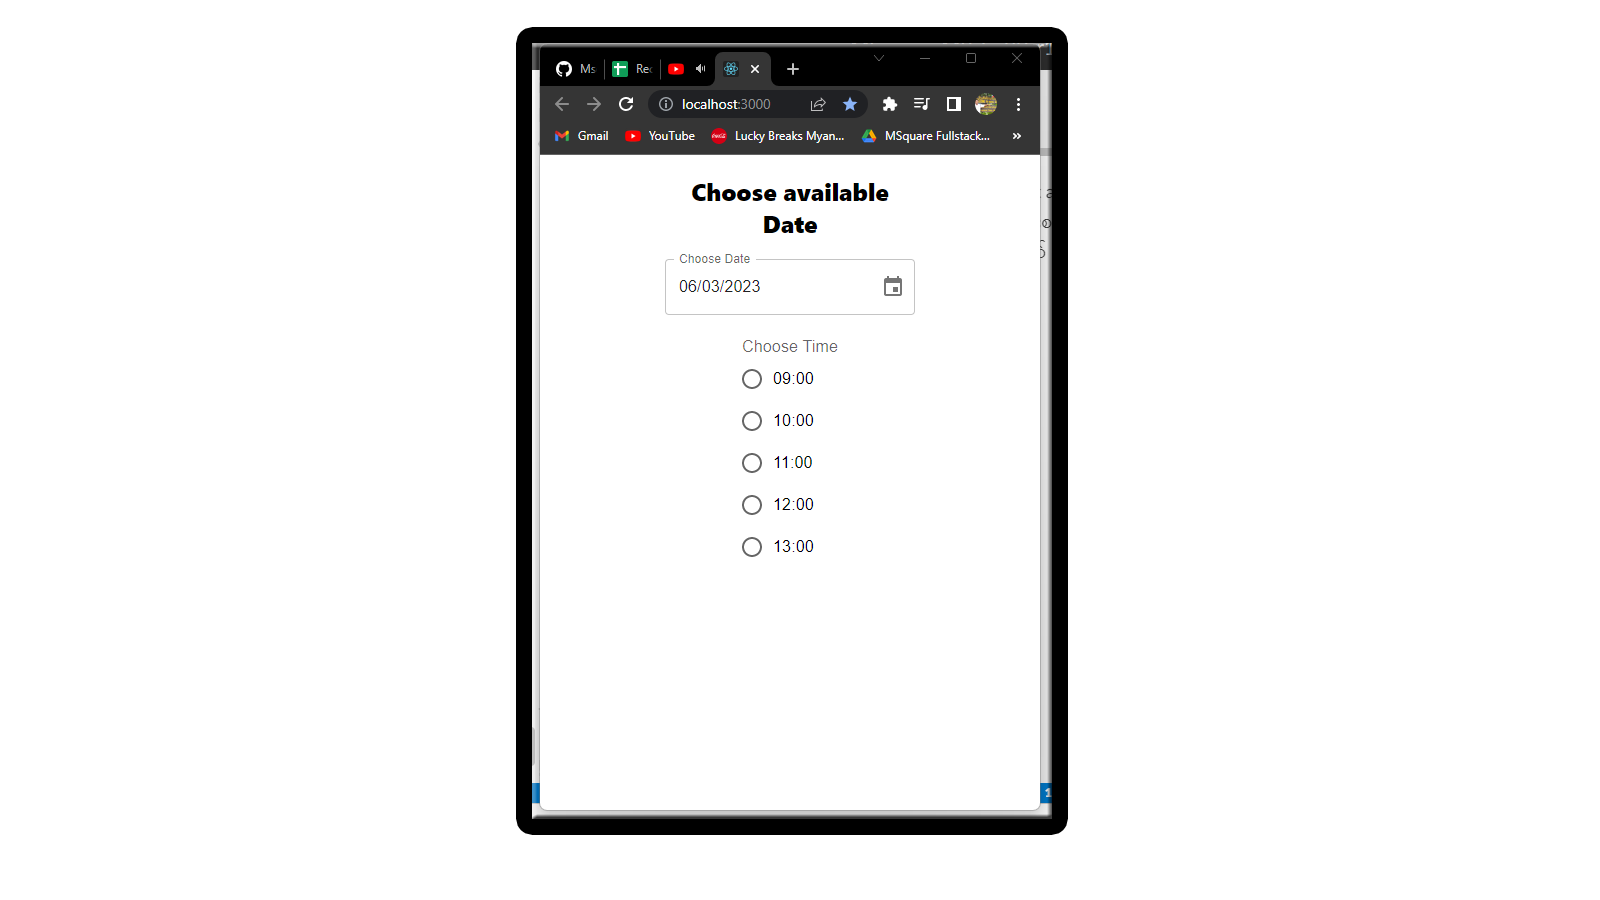 Ms
Rec
localhost:3000
Gmail
YouTube
Lucky Breaks Myan...
MSquare Fullstack...
Choose available
Date
Choose Date
06/03/2023
Choose Time
09:00
10:00
11:00
12:00
13:00